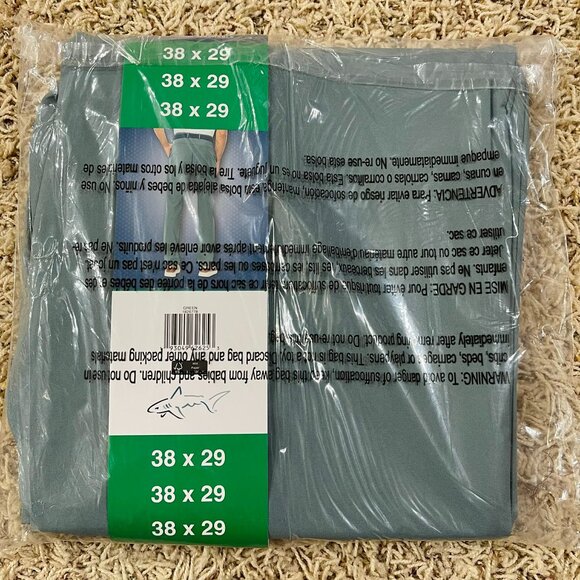 38 x 29
38 x 29
38 x 29
GREEN
93049 62625 3
38 x 29
38 x 29
38 x 29
WARNING: To avoid danger of suffocation, keep this bag away from babies and children. Do not use in
cribs, beds, carriages or play pens. This bag is not a toy. Discard bag and any other packing materials
immediately after removing product. Do not re-use this bag.
MISE EN GARDE: Pour éviter tout risque de suffocation, ce sac hors de la portée des bébés et des
enfants. Ne pas utiliser dans les berceaux, les lits, les ou les parcs. Ce sac n'est pas un jouet.
Jeter ce sac ou tout autre matériau d'emballage immédiatement après avoir enlevé les produits. Ne pas ré-
utiliser ce sac.
ADVERTENCIA: Para evitar riesgo de sofocación, mantenga esta bolsa alejada de bebés y niños. No use
en cunas, camas, carriolas o corralitos. Esta bolsa no es un juguete. Tire la bolsa y los otros materiales de
empaque immediatamente. No re-use esta bolsa.